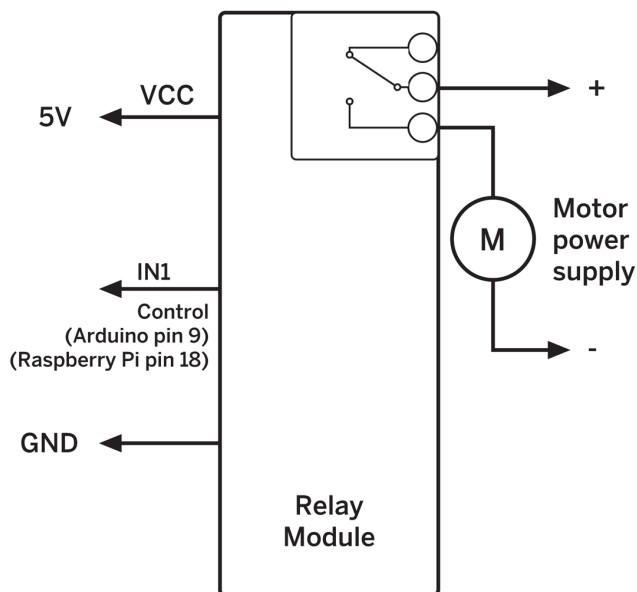 VCC
5V
+
M
Motor
power
supply
IN1
Control
(Arduino pin 9)
(Raspberry Pi pin 18)
-
GND
Relay
Module